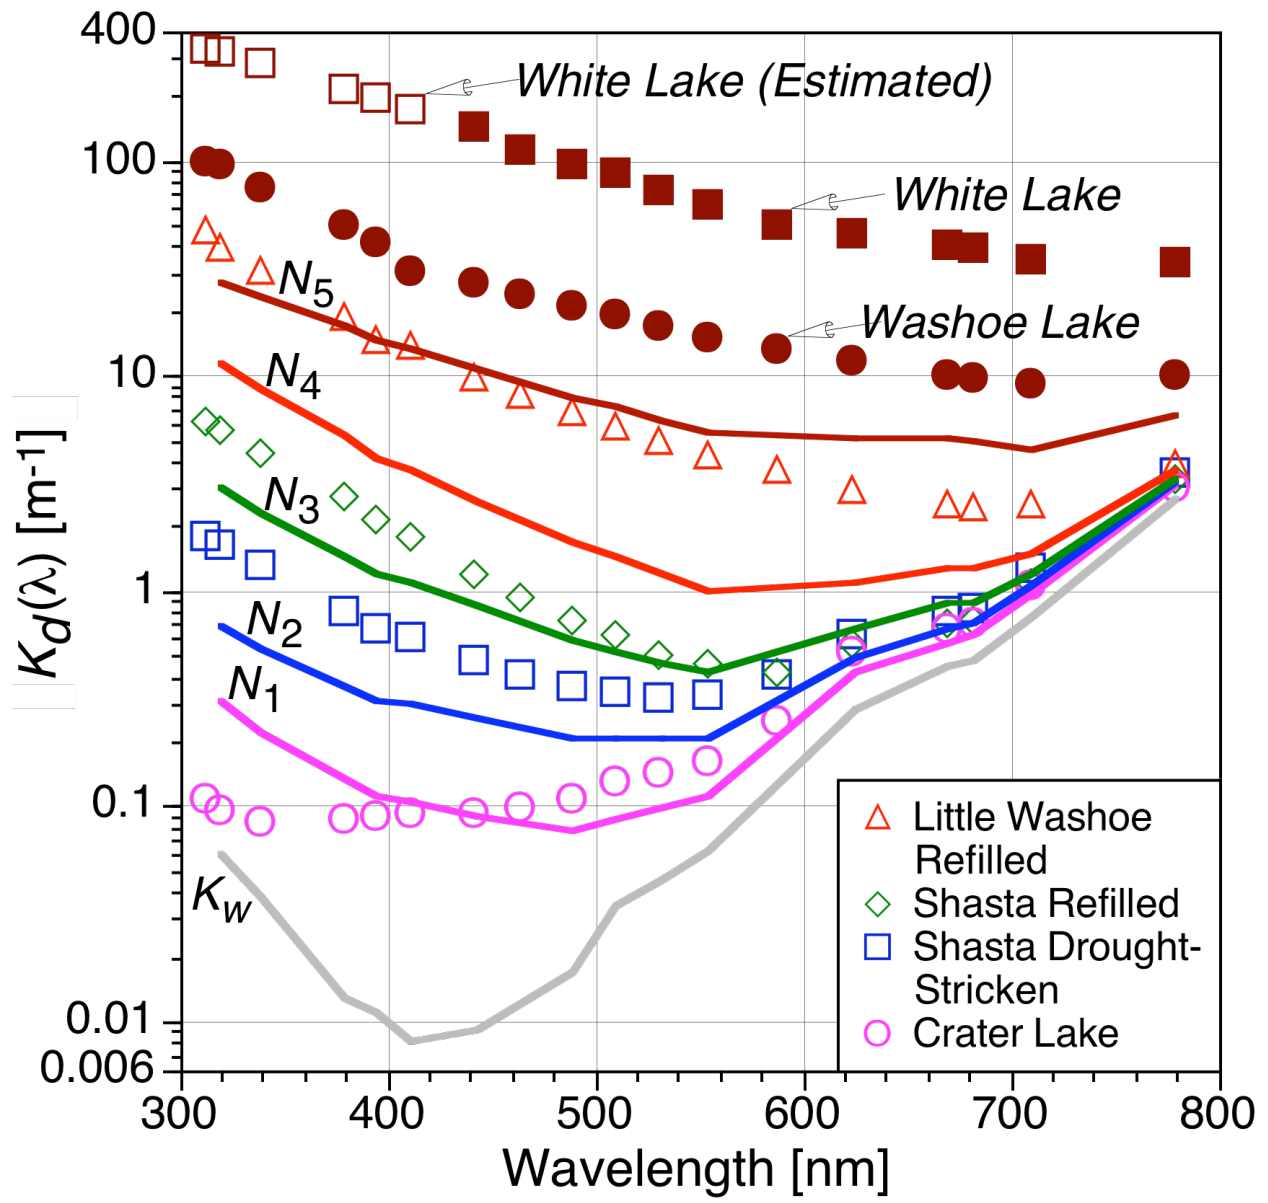 400
White Lake (Estimated)
100
White Lake
N5
Washoe Lake
10
N4
N3
Kd(λ) [m-1]
1
N2
N1
0.1
Kw
Little Washoe
Refilled
Shasta Refilled
Shasta Drought-
Stricken
Crater Lake
0.01
0.006
300 400 500 600 700 800
Wavelength [nm]